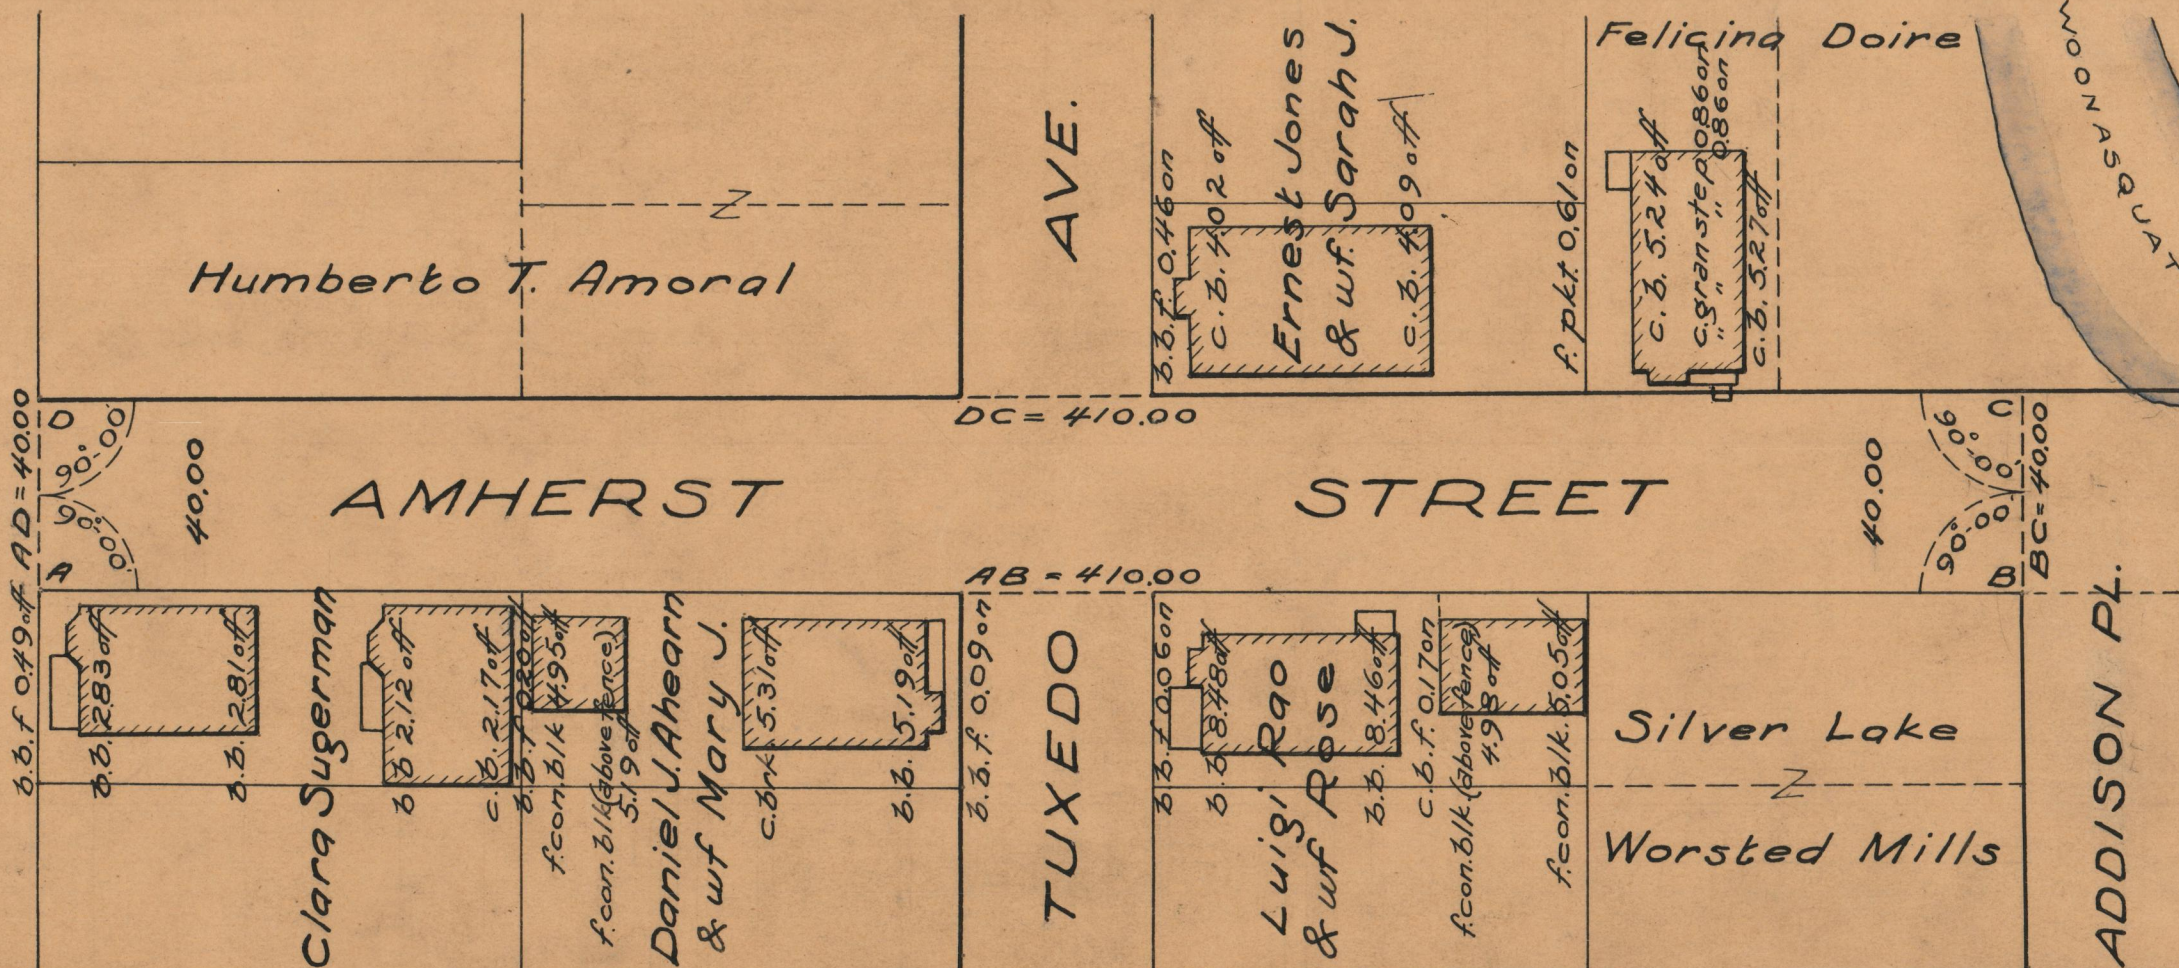 Humberto T. Amoral
Z
AVE.
b.b.f. 0.46 on
c.b. 4.02 off
Ernest Jones
& wf. Sarah J.
c.b. 4.09 off
f. pkt. 0.61 on
Felicina Doire
c.b. 5.24 off
c. gran step 0.86 on
" " 0.86 on
c.b. 5.27 off
WOONASQUAT
AD = 40.00
D
90°-00'
40.00
DC = 410.00
40.00
C
90°-00'
BC = 40.00
AMHERST STREET
90°-00'
A
AB = 410.00
90°-00'
B
b.b.f 0.49 off
b.b. 2.83 off
b.b. 2.81 off
Clara Sugerman
b 2.12 off
c.b. 2.17 off
b.b.f 0.20 off
f.con.blk 4.95 off
f.con.blk (above fence)
5.19 off
Daniel J. Ahearn
& wf Mary J.
c.brk. 5.31 off
b.b. 5.19 off
b.b.f. 0.09 on
TUXEDO
b.b.f 0.06 on
b.b 8.48 off
Luigi Rao
& wf Rose
b.b. 8.46 off
c.b.f. 0.17 on
f.con.blk. (above fence)
4.98 off
f.con.blk. 5.05 off
Silver Lake
Z
Worsted Mills
ADDISON PL.